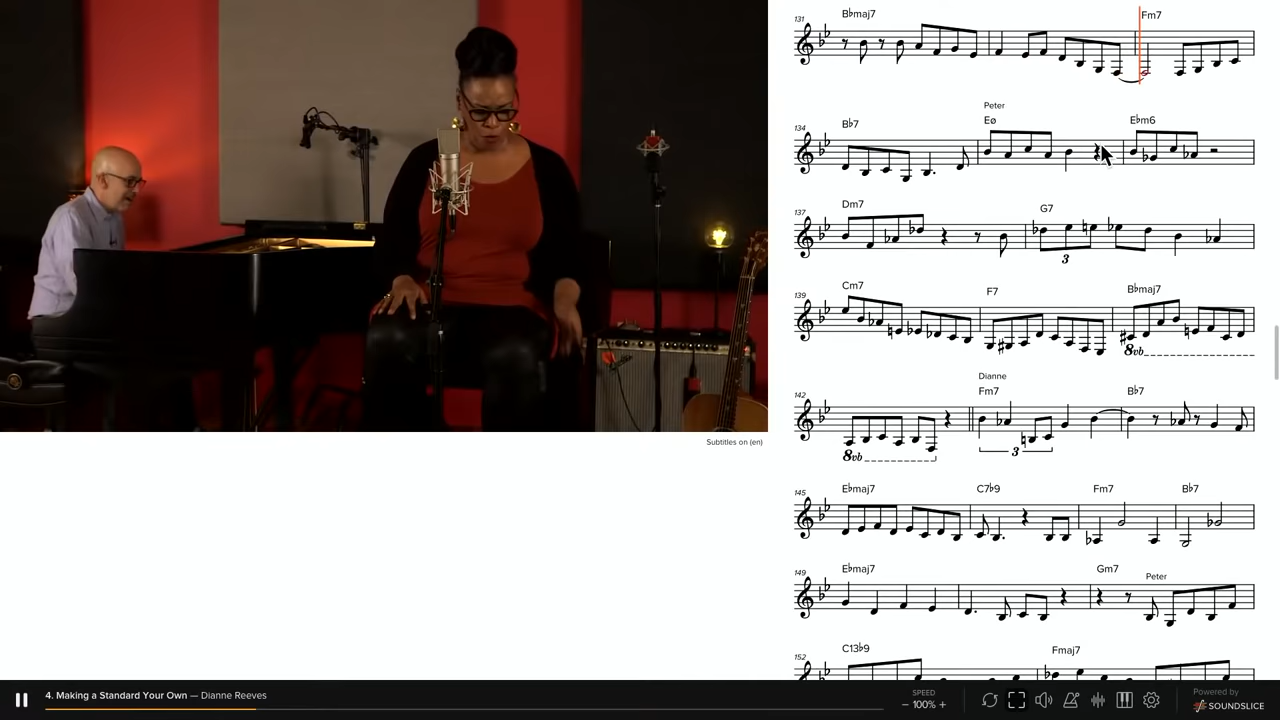 131
B♭maj7
Fm7
134
B♭7
Peter
Eø
E♭m6
137
Dm7
G7
3
139
Cm7
F7
B♭maj7
8vb
142
Dianne
Fm7
B♭7
3
8vb
145
E♭maj7
C7♭9
Fm7
B♭7
149
E♭maj7
Gm7
Peter
152
C13♭9
Fmaj7
Subtitles on (en)
4. Making a Standard Your Own — Dianne Reeves
SPEED
− 100% +
Powered by
SOUNDSLICE